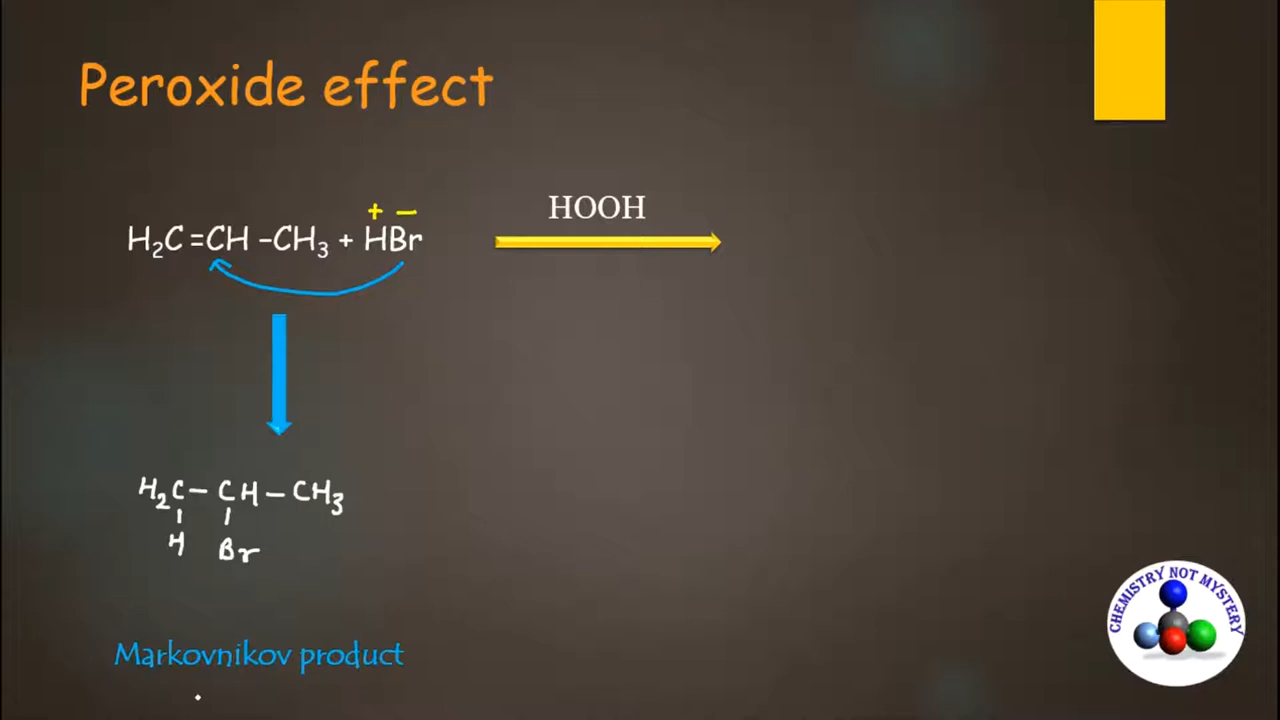 Peroxide effect
HOOH
+ −
H₂C =CH –CH₃ + HBr
H₂C – CH – CH₃
H Br
Markovnikov product
CHEMISTRY NOT MYSTERY